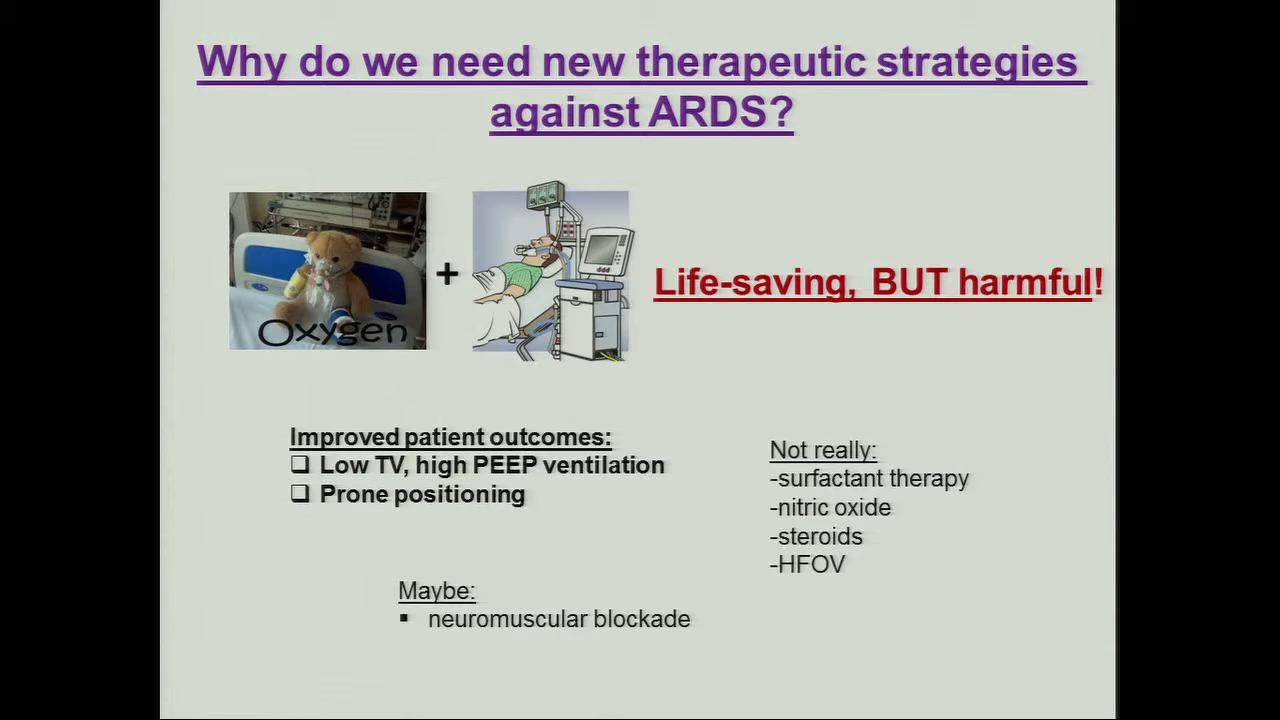 Why do we need new therapeutic strategies
against ARDS?
Oxygen
+
Life-saving, BUT harmful!
Improved patient outcomes:
❑ Low TV, high PEEP ventilation
❑ Prone positioning
Not really:
-surfactant therapy
-nitric oxide
-steroids
-HFOV
Maybe:
▪ neuromuscular blockade